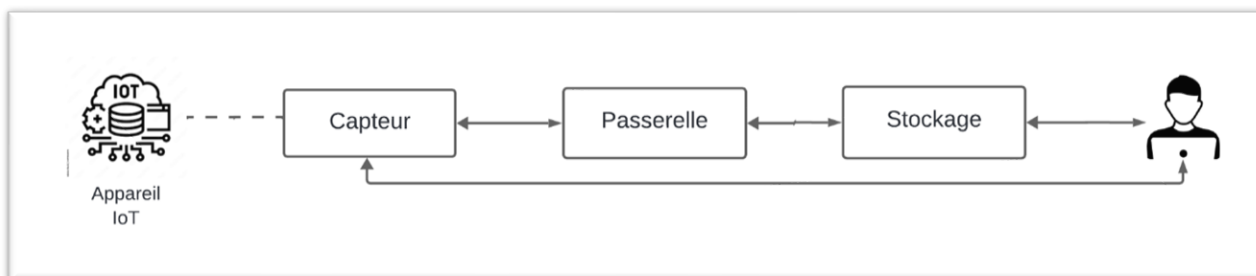 IOT
Appareil
IoT
Capteur
Passerelle
Stockage